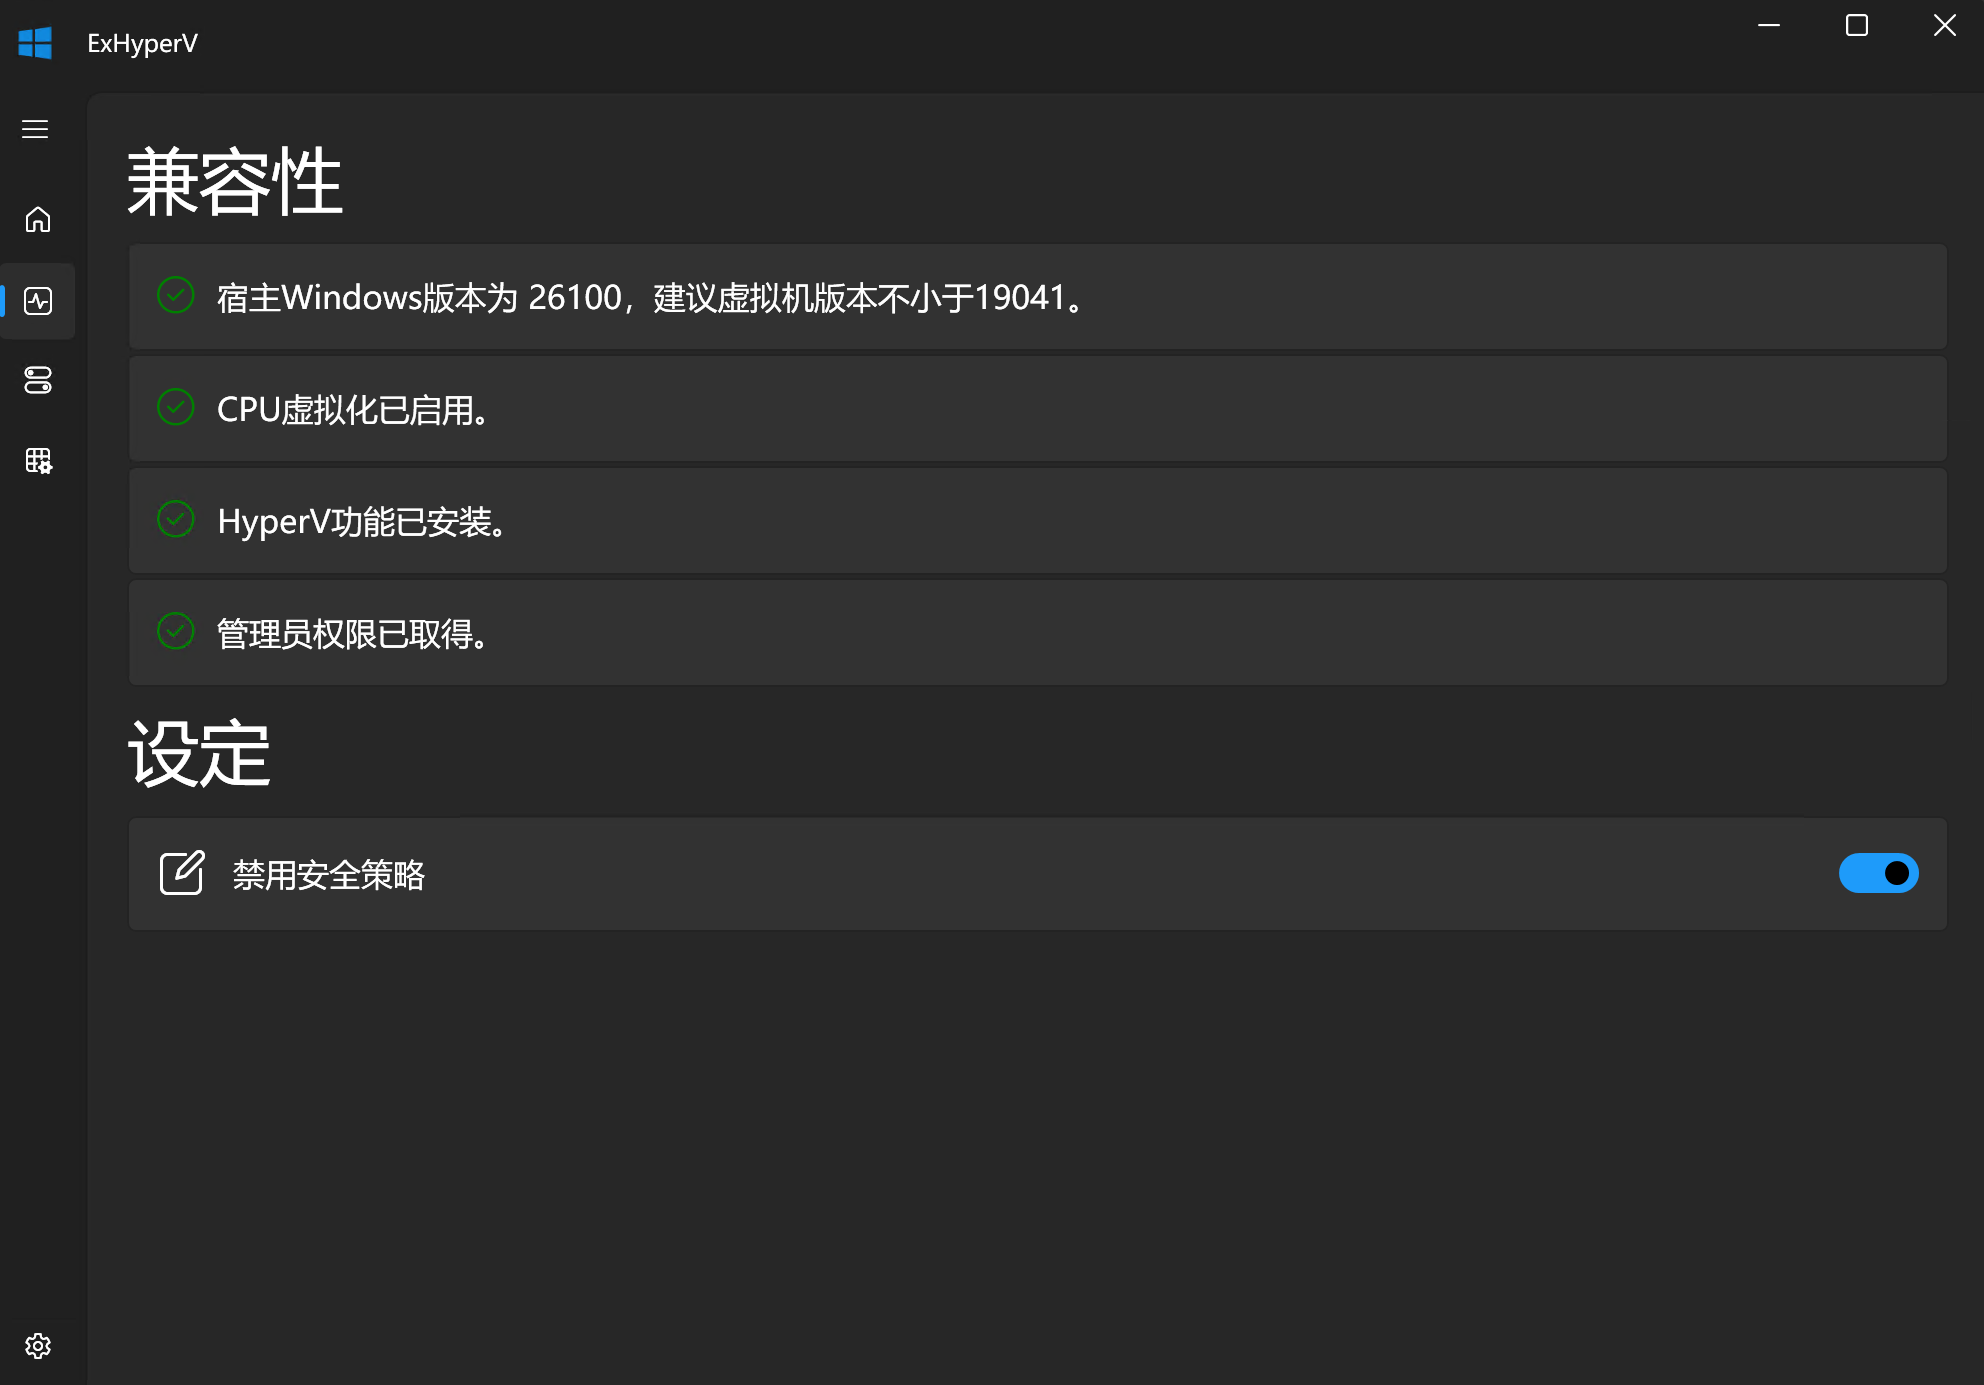 ExHyperV
兼容性
宿主Windows版本为 26100，建议虚拟机版本不小于19041。
CPU虚拟化已启用。
HyperV功能已安装。
管理员权限已取得。
设定
禁用安全策略